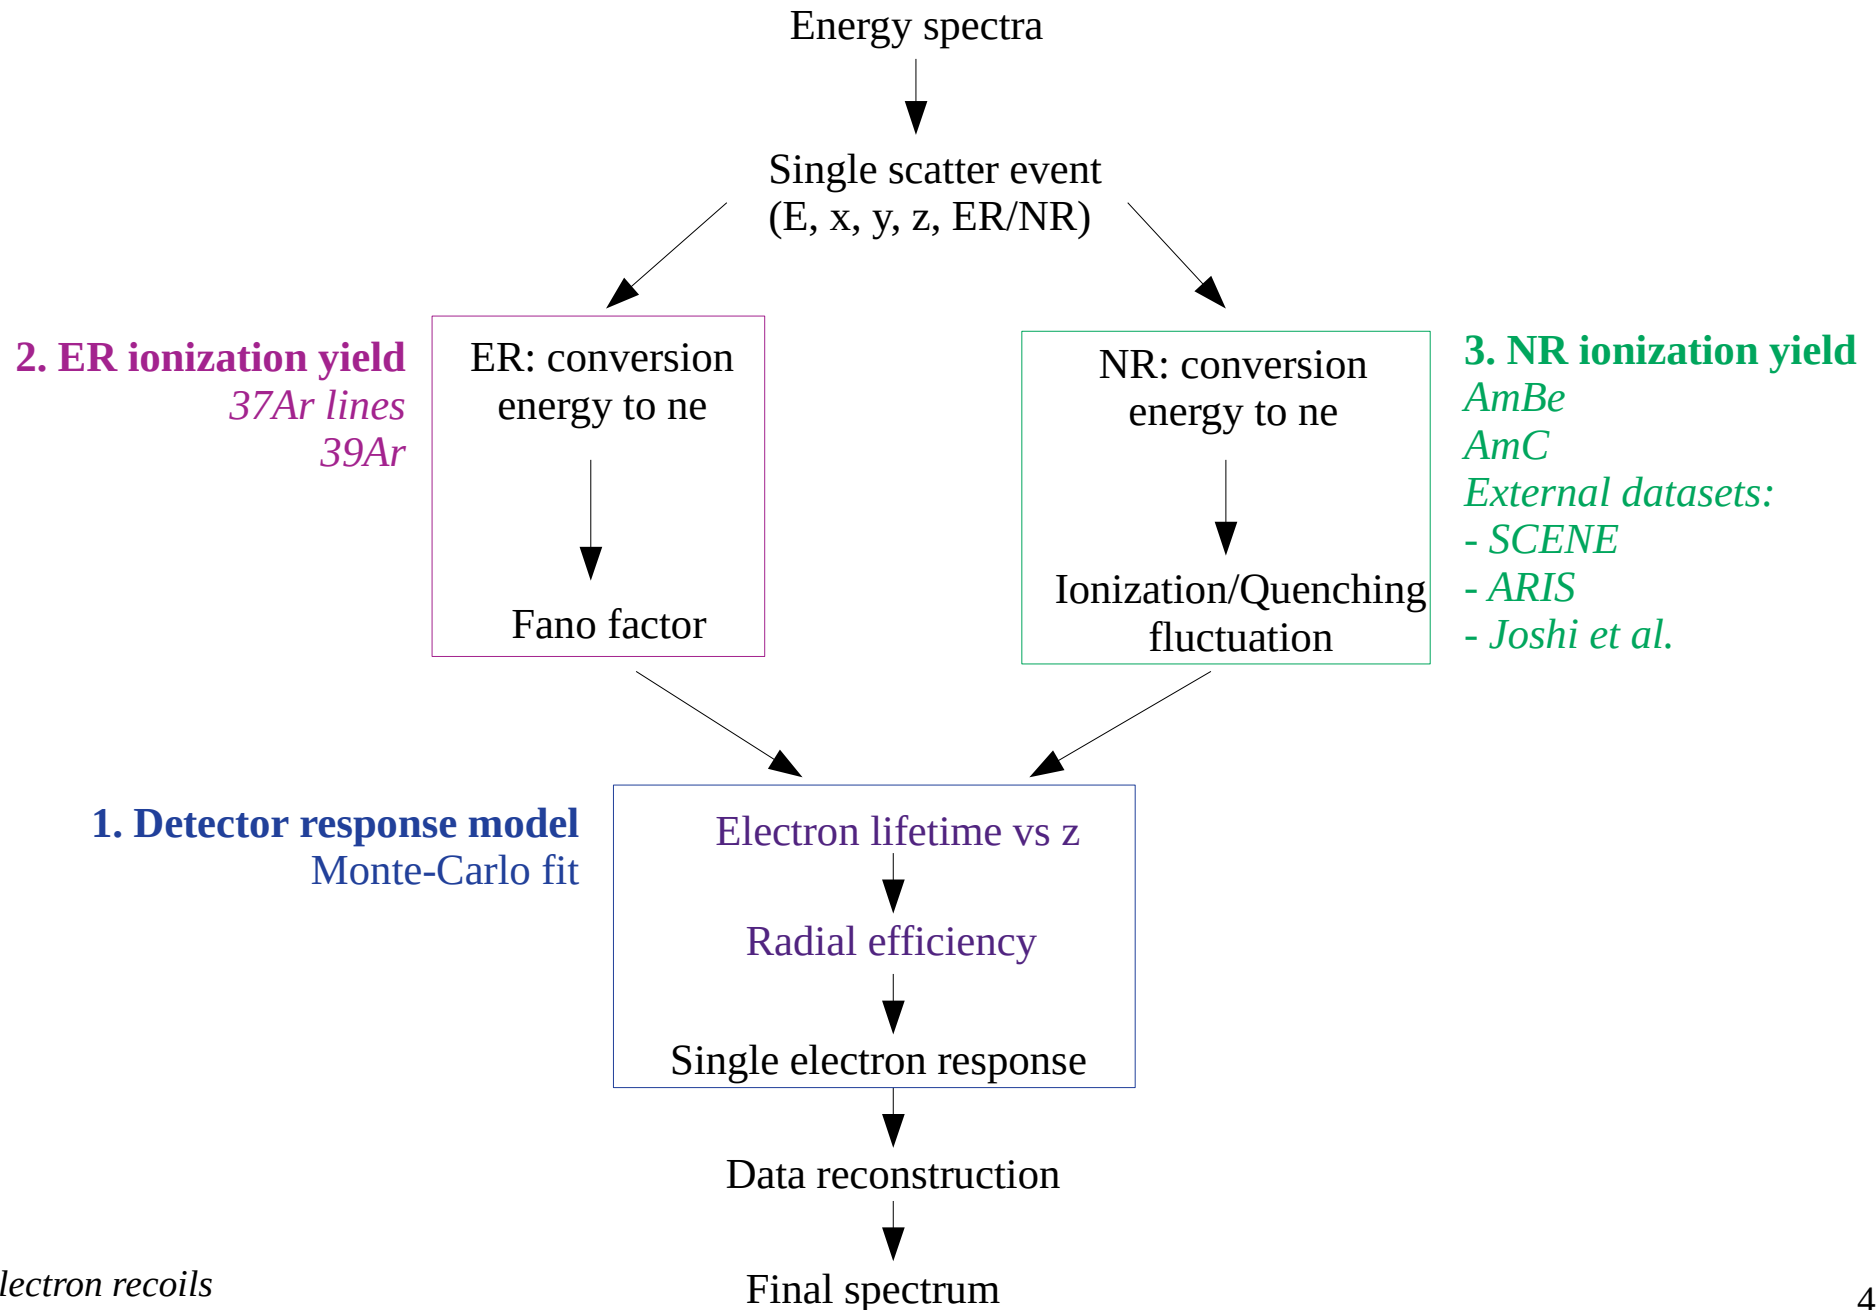 Energy spectra
Single scatter event
(E, x, y, z, ER/NR)
2. ER ionization yield
37Ar lines
39Ar
ER: conversion
energy to ne
Fano factor
NR: conversion
energy to ne
Ionization/Quenching
fluctuation
3. NR ionization yield
AmBe
AmC
External datasets:
- SCENE
- ARIS
- Joshi et al.
1. Detector response model
Monte-Carlo fit
Electron lifetime vs z
Radial efficiency
Single electron response
Data reconstruction
Final spectrum
lectron recoils
4